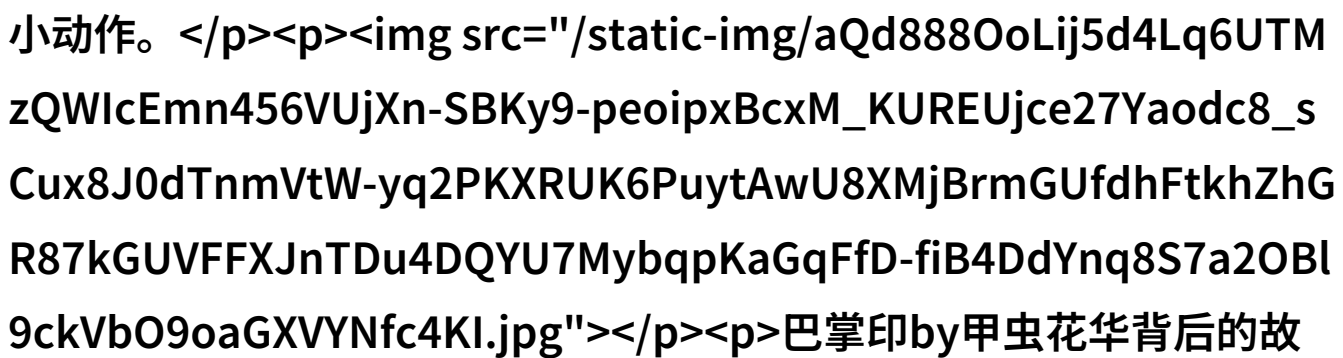 小动作。</p><p><img src="/static-img/aQd888OoLij5d4Lq6UTM
zQWIcEmn456VUjXn-SBKy9-peoipxBcxM_KUREUjce27Yaodc8_s
Cux8J0dTnmVtW-yq2PKXRUK6PuytAwU8XMjBrmGUfdhFtkhZhG
R87kGUVFFXJnTDu4DQYU7MybqpKaGqFfD-fiB4DdYnq8S7a2OBl
9ckVbO9oaGXVYNfc4KI.jpg"></p><p>巴掌印by甲虫花华背后的故